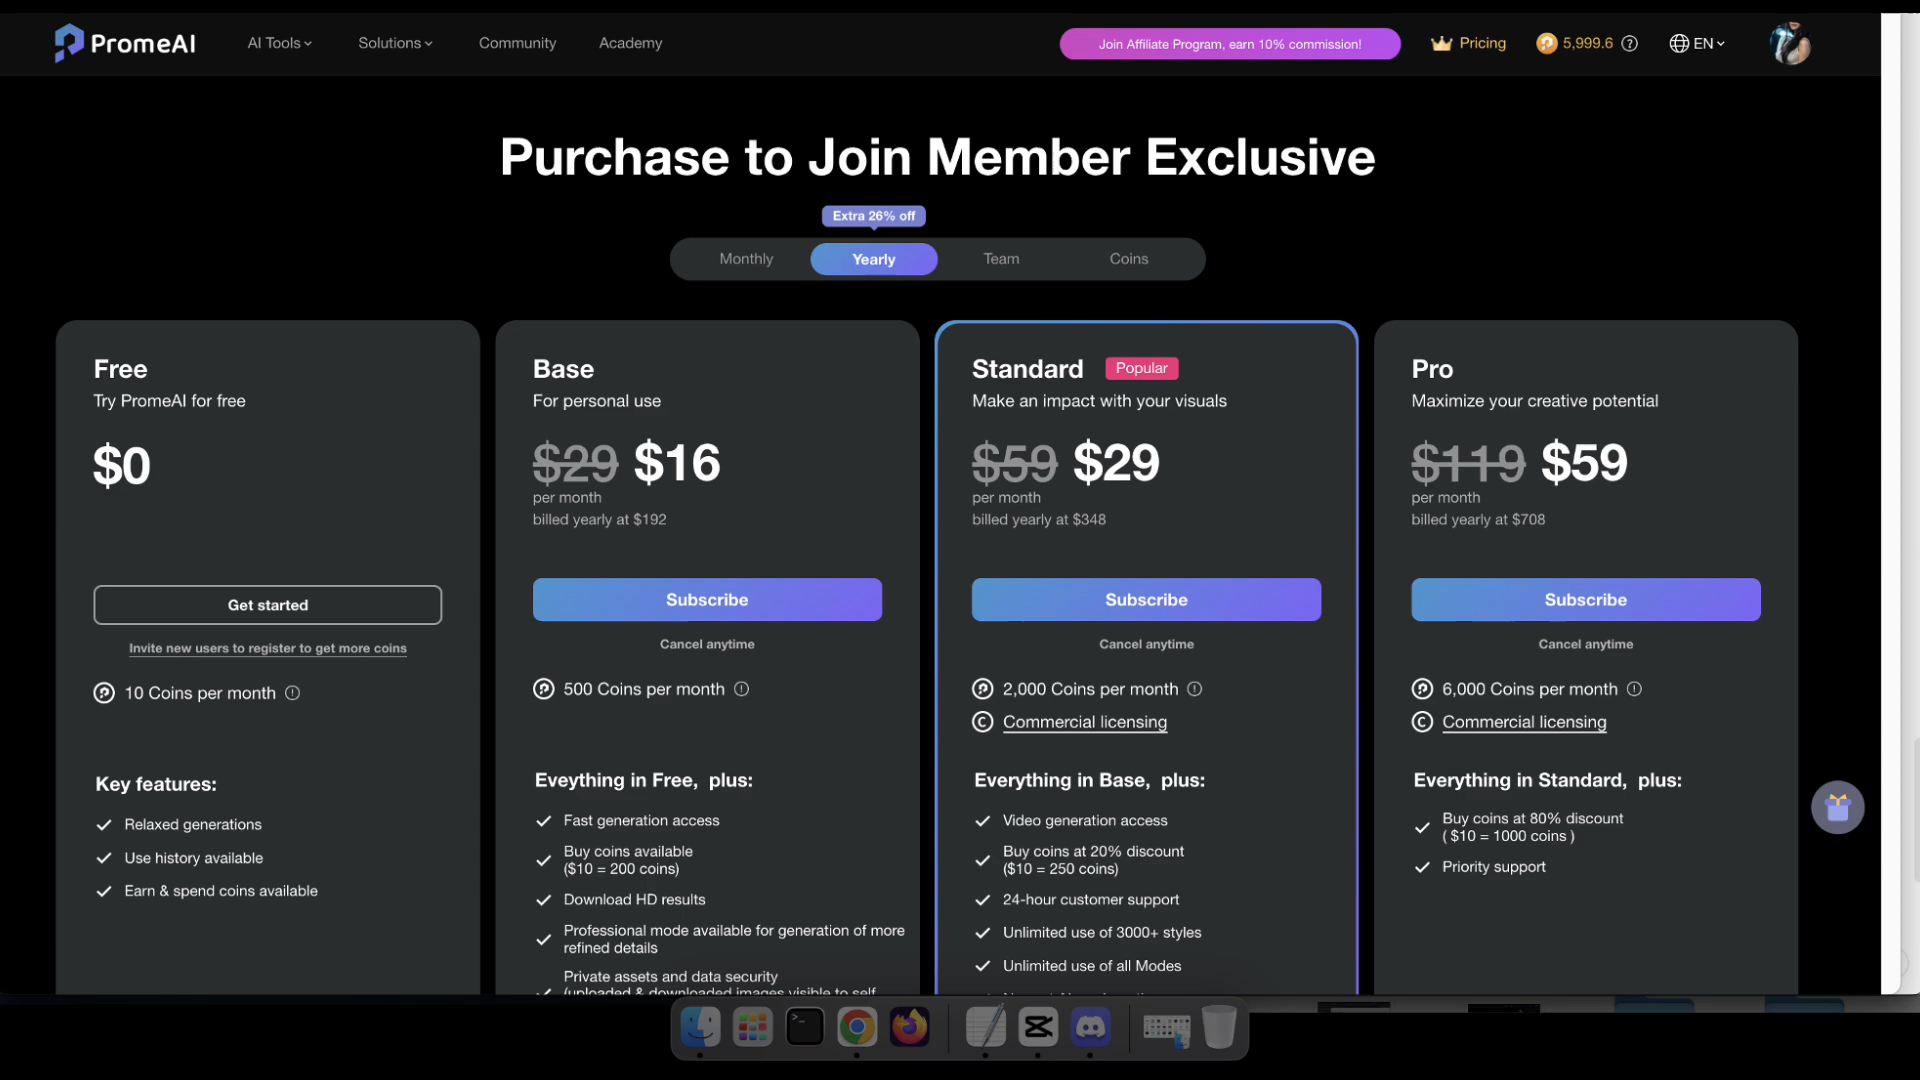 PromeAI
AI Tools
Solutions
Community
Academy
Join Affiliate Program, earn 10% commission!
Pricing
5,999.6
EN
Purchase to Join Member Exclusive
Extra 26% off
Monthly
Yearly
Team
Coins
Free
Try PromeAI for free
$0
Get started
Invite new users to register to get more coins
10 Coins per month
Key features:
Relaxed generations
Use history available
Earn & spend coins available
Base
For personal use
$29 $16
per month
billed yearly at $192
Subscribe
Cancel anytime
500 Coins per month
Eveything in Free, plus:
Fast generation access
Buy coins available
($10 = 200 coins)
Download HD results
Professional mode available for generation of more
refined details
Private assets and data security
(uploaded & downloaded images visible to self
Standard
Popular
Make an impact with your visuals
$59 $29
per month
billed yearly at $348
Subscribe
Cancel anytime
2,000 Coins per month
Commercial licensing
Everything in Base, plus:
Video generation access
Buy coins at 20% discount
($10 = 250 coins)
24-hour customer support
Unlimited use of 3000+ styles
Unlimited use of all Modes
Pro
Maximize your creative potential
$119 $59
per month
billed yearly at $708
Subscribe
Cancel anytime
6,000 Coins per month
Commercial licensing
Everything in Standard, plus:
Buy coins at 80% discount
( $10 = 1000 coins )
Priority support